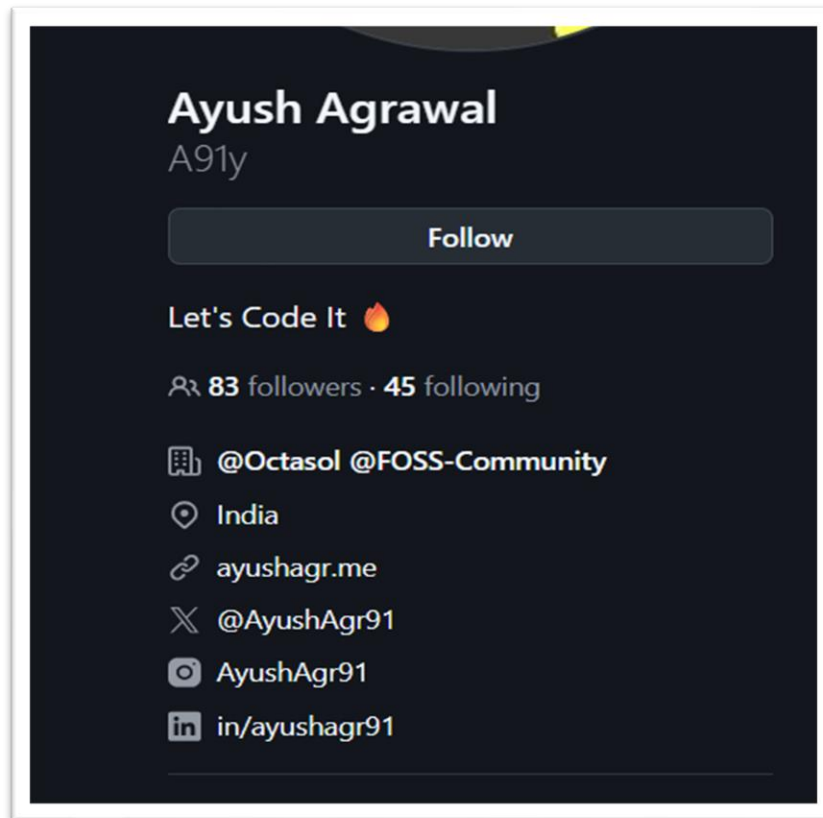 Ayush Agrawal
A91y
Follow
Let's Code It 🔥
83 followers · 45 following
@Octasol @FOSS-Community
India
ayushagr.me
@AyushAgr91
AyushAgr91
in in/ayushagr91